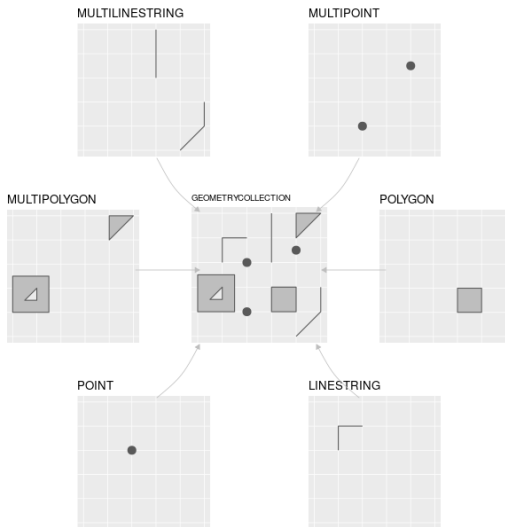 MULTILINESTRING
MULTIPOINT
MULTIPOLYGON
GEOMETRYCOLLECTION
POLYGON
POINT
LINESTRING